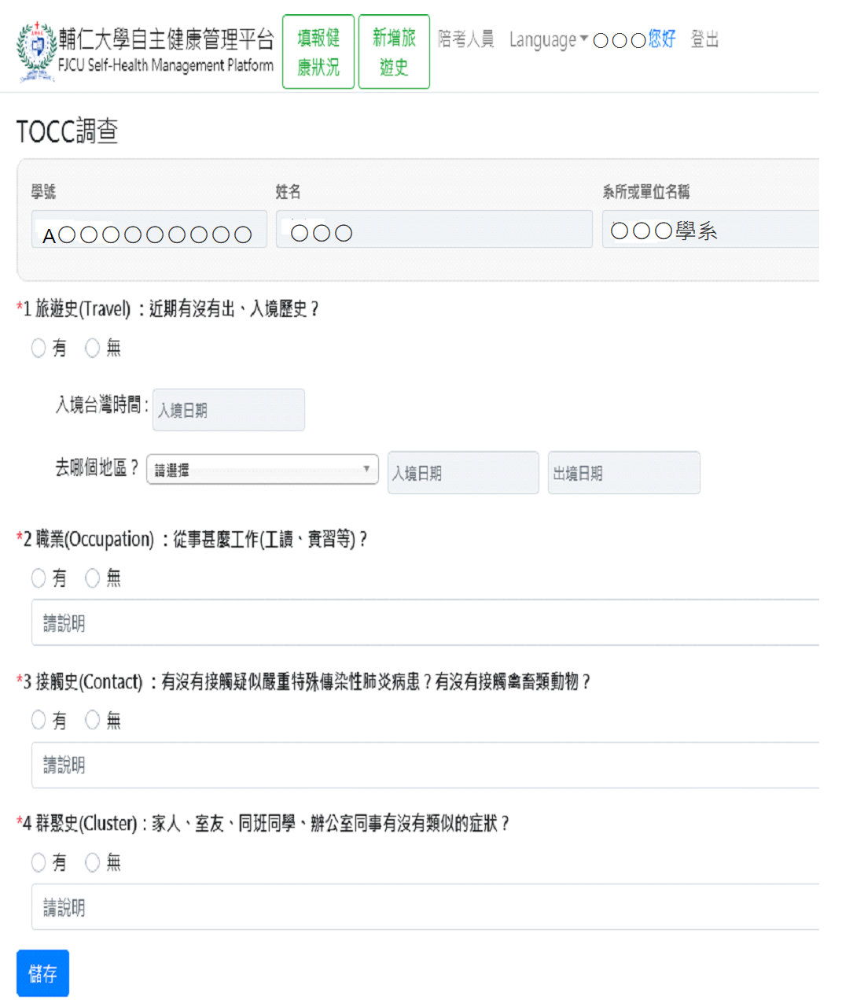 輔仁大學自主健康管理平台
FJCU Self-Health Management Platform
填報健康狀況
新增旅遊史
陪考人員 Language ○○○您好 登出
TOCC調查
學號 姓名 系所或單位名稱
A○○○○○○○○○ ○○○ ○○○學系
*1 旅遊史(Travel) ：近期有沒有出、入境歷史？
有 無
入境台灣時間 : 入境日期
去哪個地區？ 請選擇 入境日期 出境日期
*2 職業(Occupation) ：從事甚麼工作(工讀、實習等)？
有 無
請說明
*3 接觸史(Contact) ：有沒有接觸疑似嚴重特殊傳染性肺炎病患？有沒有接觸禽畜類動物？
有 無
請說明
*4 群聚史(Cluster)：家人、室友、同班同學、辦公室同事有沒有類似的症狀？
有 無
請說明
儲存